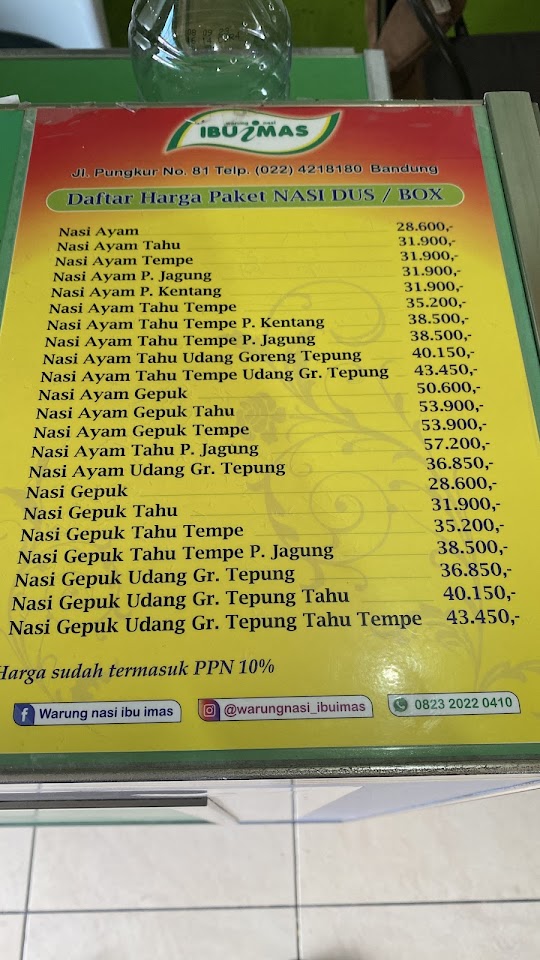 warung nasi
IBU iMAS
Jl. Pungkur No. 81 Telp. (022) 4218180 Bandung
Daftar Harga Paket NASI DUS / BOX
Nasi Ayam 28.600,-
Nasi Ayam Tahu 31.900,-
Nasi Ayam Tempe 31.900,-
Nasi Ayam P. Jagung 31.900,-
Nasi Ayam P. Kentang 31.900,-
Nasi Ayam Tahu Tempe 35.200,-
Nasi Ayam Tahu Tempe P. Kentang 38.500,-
Nasi Ayam Tahu Tempe P. Jagung 38.500,-
Nasi Ayam Tahu Udang Goreng Tepung 40.150,-
Nasi Ayam Tahu Tempe Udang Gr. Tepung 43.450,-
Nasi Ayam Gepuk 50.600,-
Nasi Ayam Gepuk Tahu 53.900,-
Nasi Ayam Gepuk Tempe 53.900,-
Nasi Ayam Tahu P. Jagung 57.200,-
Nasi Ayam Udang Gr. Tepung 36.850,-
Nasi Gepuk 28.600,-
Nasi Gepuk Tahu 31.900,-
Nasi Gepuk Tahu Tempe 35.200,-
Nasi Gepuk Tahu Tempe P. Jagung 38.500,-
Nasi Gepuk Udang Gr. Tepung 36.850,-
Nasi Gepuk Udang Gr. Tepung Tahu 40.150,-
Nasi Gepuk Udang Gr. Tepung Tahu Tempe 43.450,-
Harga sudah termasuk PPN 10%
Warung nasi ibu imas
@warungnasi_ibuimas
0823 2022 0410